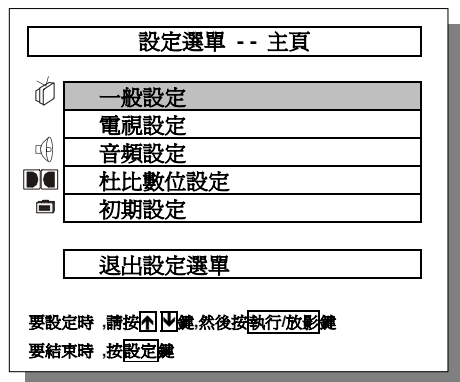 設定選單 -- 主頁
一般設定
電視設定
音頻設定
杜比數位設定
初期設定
退出設定選單
要設定時 ,請按↑ ↓鍵,然後按執行/放影鍵
要結束時 ,按設定鍵